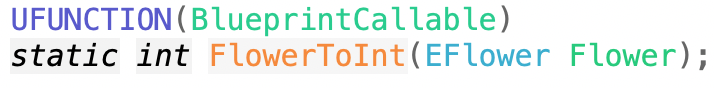 UFUNCTION(BlueprintCallable)
static int FlowerToInt(EFlower Flower);